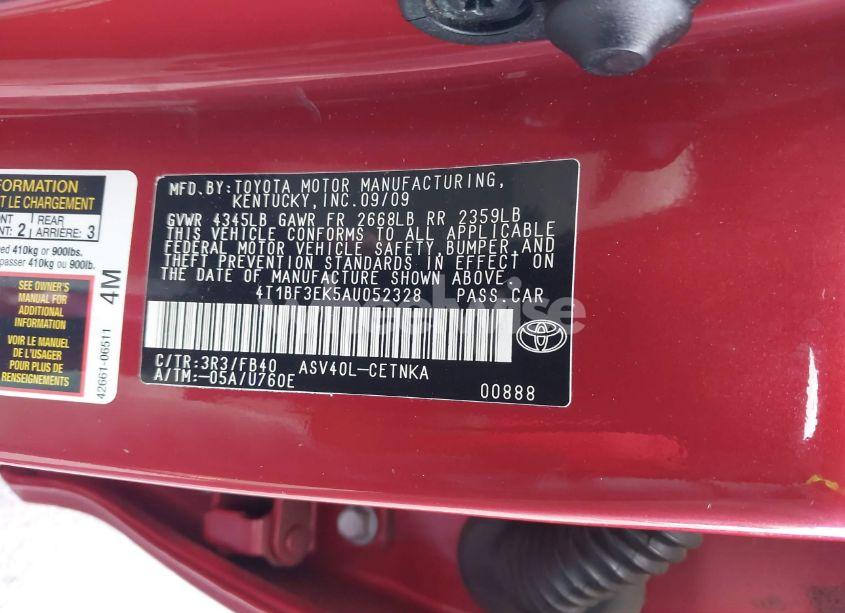 FORMATION
T LE CHARGEMENT
NT 2 REAR
ARRIÈRE: 3
ed 410kg or 900lbs.
passer 410kg ou 900lb.
SEE OWNER'S
MANUAL FOR
ADDITIONAL
INFORMATION
VOIR LE MANUEL
DE L'USAGER
POUR PLUS DE
RENSEIGNEMENTS
4M
42661-06511
MFD.BY:TOYOTA MOTOR MANUFACTURING,
KENTUCKY, INC.09/09
GVWR 4345LB GAWR FR 2668LB RR 2359LB
THIS VEHICLE CONFORMS TO ALL APPLICABLE
FEDERAL MOTOR VEHICLE SAFETY, BUMPER, AND
THEFT PREVENTION STANDARDS IN EFFECT ON
THE DATE OF MANUFACTURE SHOWN ABOVE.
4T1BF3EK5AU052328 PASS.CAR
C/TR:3R3/FB40 ASV40L-CETNKA
A/TM:-05A/U760E
00888